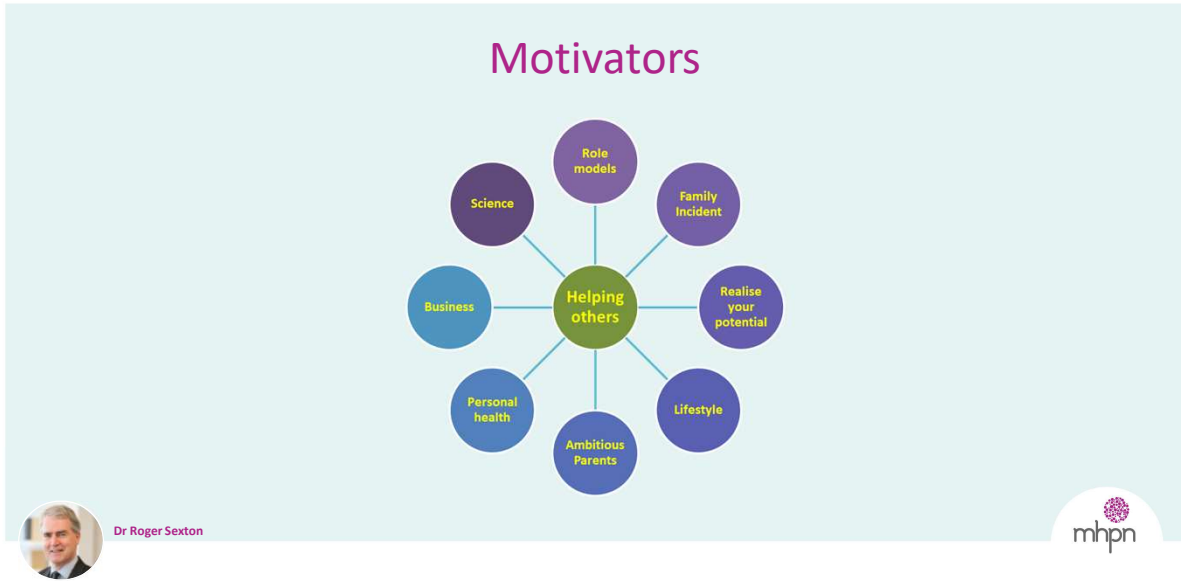 Motivators
Role
models
Family
Incident
Realise
your
potential
Lifestyle
Ambitious
Parents
Personal
health
Business
Science
Helping
others
Dr Roger Sexton
mhpn